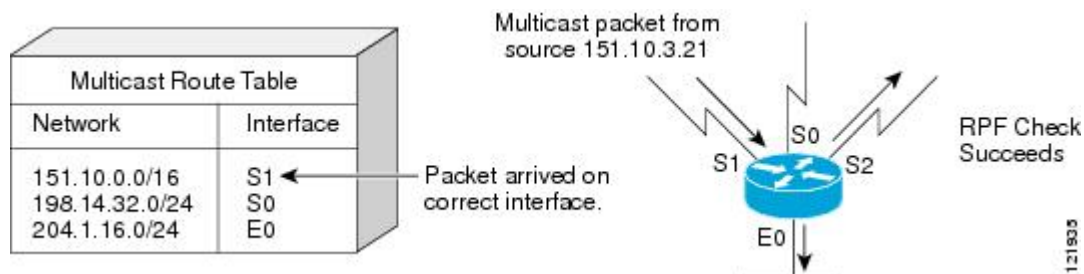 Multicast Route Table
Network Interface
151.10.0.0/16 S1
198.14.32.0/24 S0
204.1.16.0/24 E0
Packet arrived on
correct interface.
Multicast packet from
source 151.10.3.21
S0
S1
S2
E0
RPF Check
Succeeds
121935